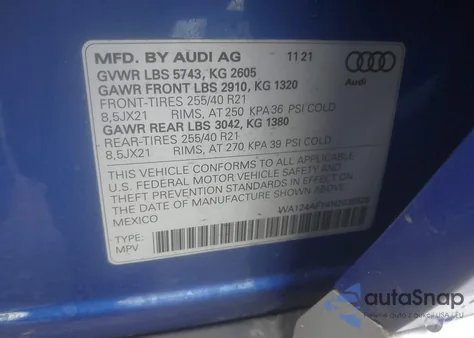 MFD. BY AUDI AG 11 21
GVWR LBS 5743, KG 2605
GAWR FRONT LBS 2910, KG 1320
FRONT-TIRES 255/40 R21
8,5JX21 RIMS, AT 250 KPA 36 PSI COLD
GAWR REAR LBS 3042, KG 1380
REAR-TIRES 255/40 R21
8,5JX21 RIMS, AT 270 KPA 39 PSI COLD
THIS VEHICLE CONFORMS TO ALL APPLICABLE
U.S. FEDERAL MOTOR VEHICLE SAFETY AND
THEFT PREVENTION STANDARDS IN EFFECT ON
THE DATE OF MANUFACTURE SHOWN ABOVE
MEXICO
TYPE:
MPV
Audi
autoSnap